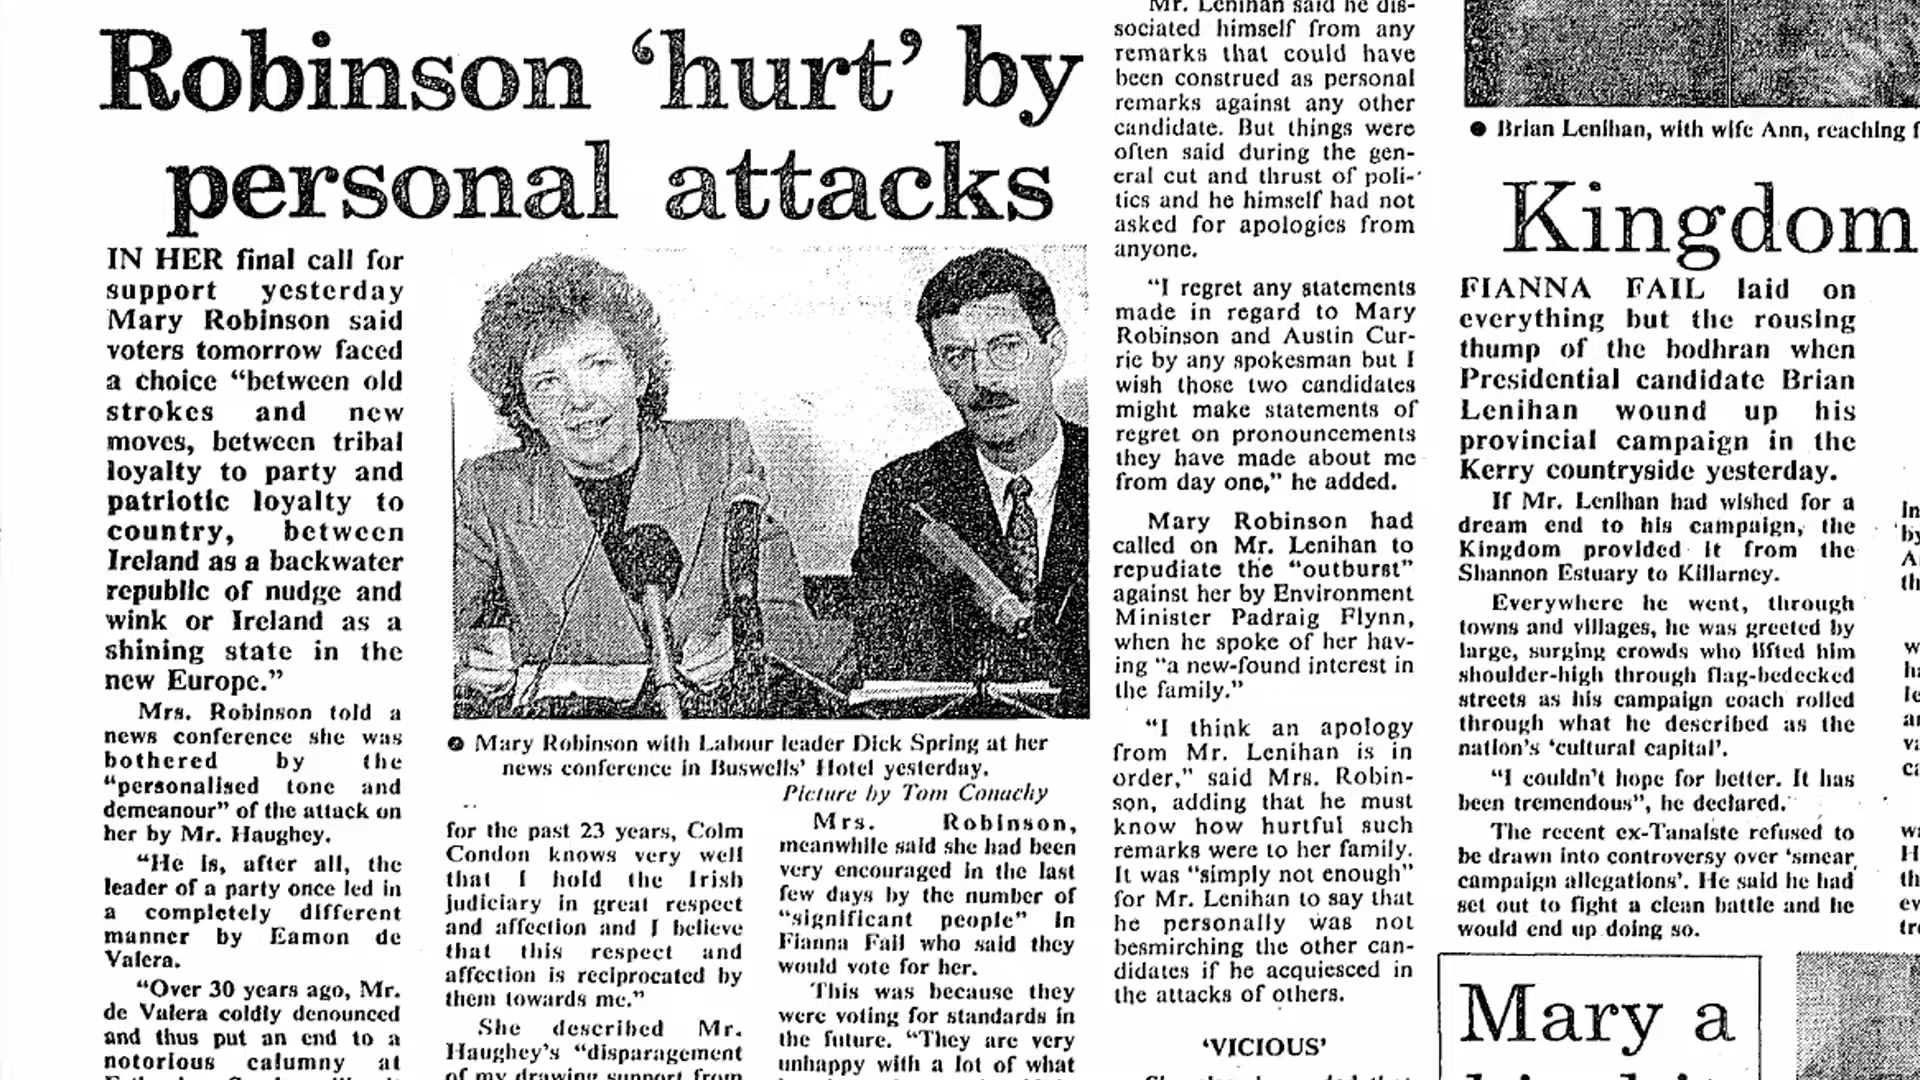 Robinson ‘hurt’ by
personal attacks
IN HER final call for
support yesterday
Mary Robinson said
voters tomorrow faced
a choice “between old
strokes and new
moves, between tribal
loyalty to party and
patriotic loyalty to
country, between
Ireland as a backwater
republic of nudge and
wink or Ireland as a
shining state in the
new Europe.”
Mrs. Robinson told a
news conference she was
bothered by the
“personalised tone and
demeanour” of the attack on
her by Mr. Haughey.
“He is, after all, the
leader of a party once led in
a completely different
manner by Eamon de
Valera.
“Over 30 years ago, Mr.
de Valera coldly denounced
and thus put an end to a
notorious calumny at
● Mary Robinson with Labour leader Dick Spring at her
news conference in Buswells’ Hotel yesterday.
Picture by Tom Conachy
for the past 23 years, Colm
Condon knows very well
that I hold the Irish
judiciary in great respect
and affection and I believe
that this respect and
affection is reciprocated by
them towards me.”
She described Mr.
Haughey’s “disparagement
of my drawing support from
Mrs. Robinson,
meanwhile said she had been
very encouraged in the last
few days by the number of
“significant people” in
Fianna Fail who said they
would vote for her.
This was because they
were voting for standards in
the future. “They are very
unhappy with a lot of what
Mr. Lenihan said he dis-
sociated himself from any
remarks that could have
been construed as personal
remarks against any other
candidate. But things were
often said during the gen-
eral cut and thrust of poli-
tics and he himself had not
asked for apologies from
anyone.
“I regret any statements
made in regard to Mary
Robinson and Austin Cur-
rie by any spokesman but I
wish those two candidates
might make statements of
regret on pronouncements
they have made about me
from day one,” he added.
Mary Robinson had
called on Mr. Lenihan to
repudiate the “outburst”
against her by Environment
Minister Padraig Flynn,
when he spoke of her hav-
ing “a new-found interest in
the family.”
“I think an apology
from Mr. Lenihan is in
order,” said Mrs. Robin-
son, adding that he must
know how hurtful such
remarks were to her family.
It was “simply not enough”
for Mr. Lenihan to say that
he personally was not
besmirching the other can-
didates if he acquiesced in
the attacks of others.
‘VICIOUS’
● Brian Lenihan, with wife Ann, reaching
Kingdom
FIANNA FAIL laid on
everything but the rousing
thump of the bodhran when
Presidential candidate Brian
Lenihan wound up his
provincial campaign in the
Kerry countryside yesterday.
If Mr. Lenihan had wished for a
dream end to his campaign, the
Kingdom provided it from the
Shannon Estuary to Killarney.
Everywhere he went, through
towns and villages, he was greeted by
large, surging crowds who lifted him
shoulder-high through flag-bedecked
streets as his campaign coach rolled
through what he described as the
nation’s ‘cultural capital’.
“I couldn’t hope for better. It has
been tremendous”, he declared.
The recent ex-Tanaiste refused to
be drawn into controversy over ‘smear
campaign allegations’. He said he had
set out to fight a clean battle and he
would end up doing so.
Mary a